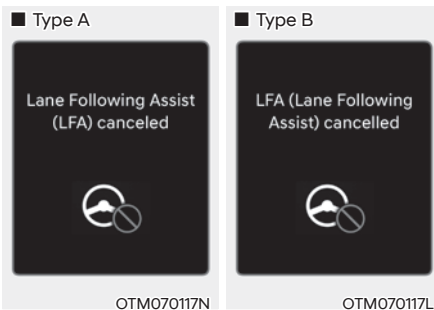 ■ Type A
Lane Following Assist
(LFA) canceled
OTM070117N
■ Type B
LFA (Lane Following
Assist) cancelled
OTM070117L